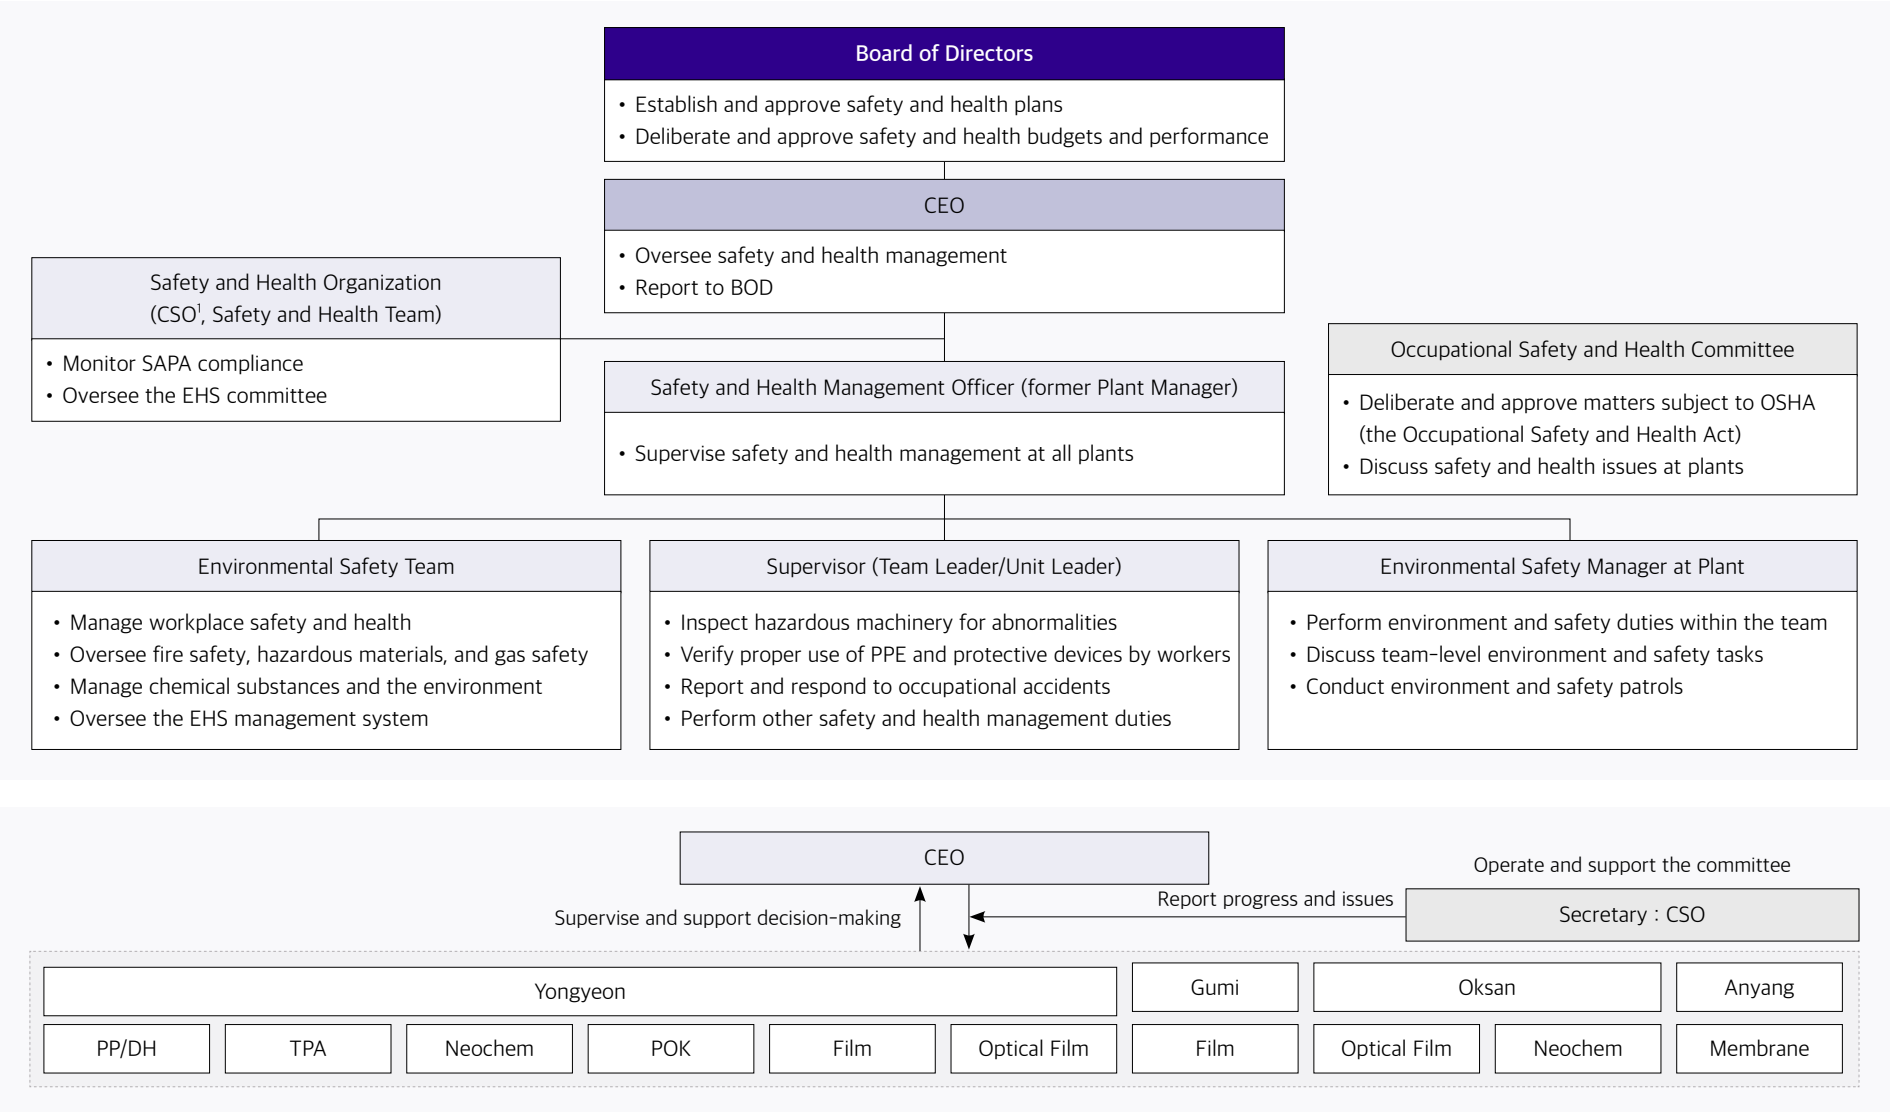 Board of Directors
• Establish and approve safety and health plans
• Deliberate and approve safety and health budgets and performance
CEO
• Oversee safety and health management
• Report to BOD
Safety and Health Organization
(CSO¹, Safety and Health Team)
• Monitor SAPA compliance
• Oversee the EHS committee
Safety and Health Management Officer (former Plant Manager)
• Supervise safety and health management at all plants
Occupational Safety and Health Committee
• Deliberate and approve matters subject to OSHA
(the Occupational Safety and Health Act)
• Discuss safety and health issues at plants
Environmental Safety Team
• Manage workplace safety and health
• Oversee fire safety, hazardous materials, and gas safety
• Manage chemical substances and the environment
• Oversee the EHS management system
Supervisor (Team Leader/Unit Leader)
• Inspect hazardous machinery for abnormalities
• Verify proper use of PPE and protective devices by workers
• Report and respond to occupational accidents
• Perform other safety and health management duties
Environmental Safety Manager at Plant
• Perform environment and safety duties within the team
• Discuss team-level environment and safety tasks
• Conduct environment and safety patrols
CEO
Operate and support the committee
Supervise and support decision-making
Report progress and issues
Secretary : CSO
Yongyeon
Gumi
Oksan
Anyang
PP/DH
TPA
Neochem
POK
Film
Optical Film
Film
Optical Film
Neochem
Membrane